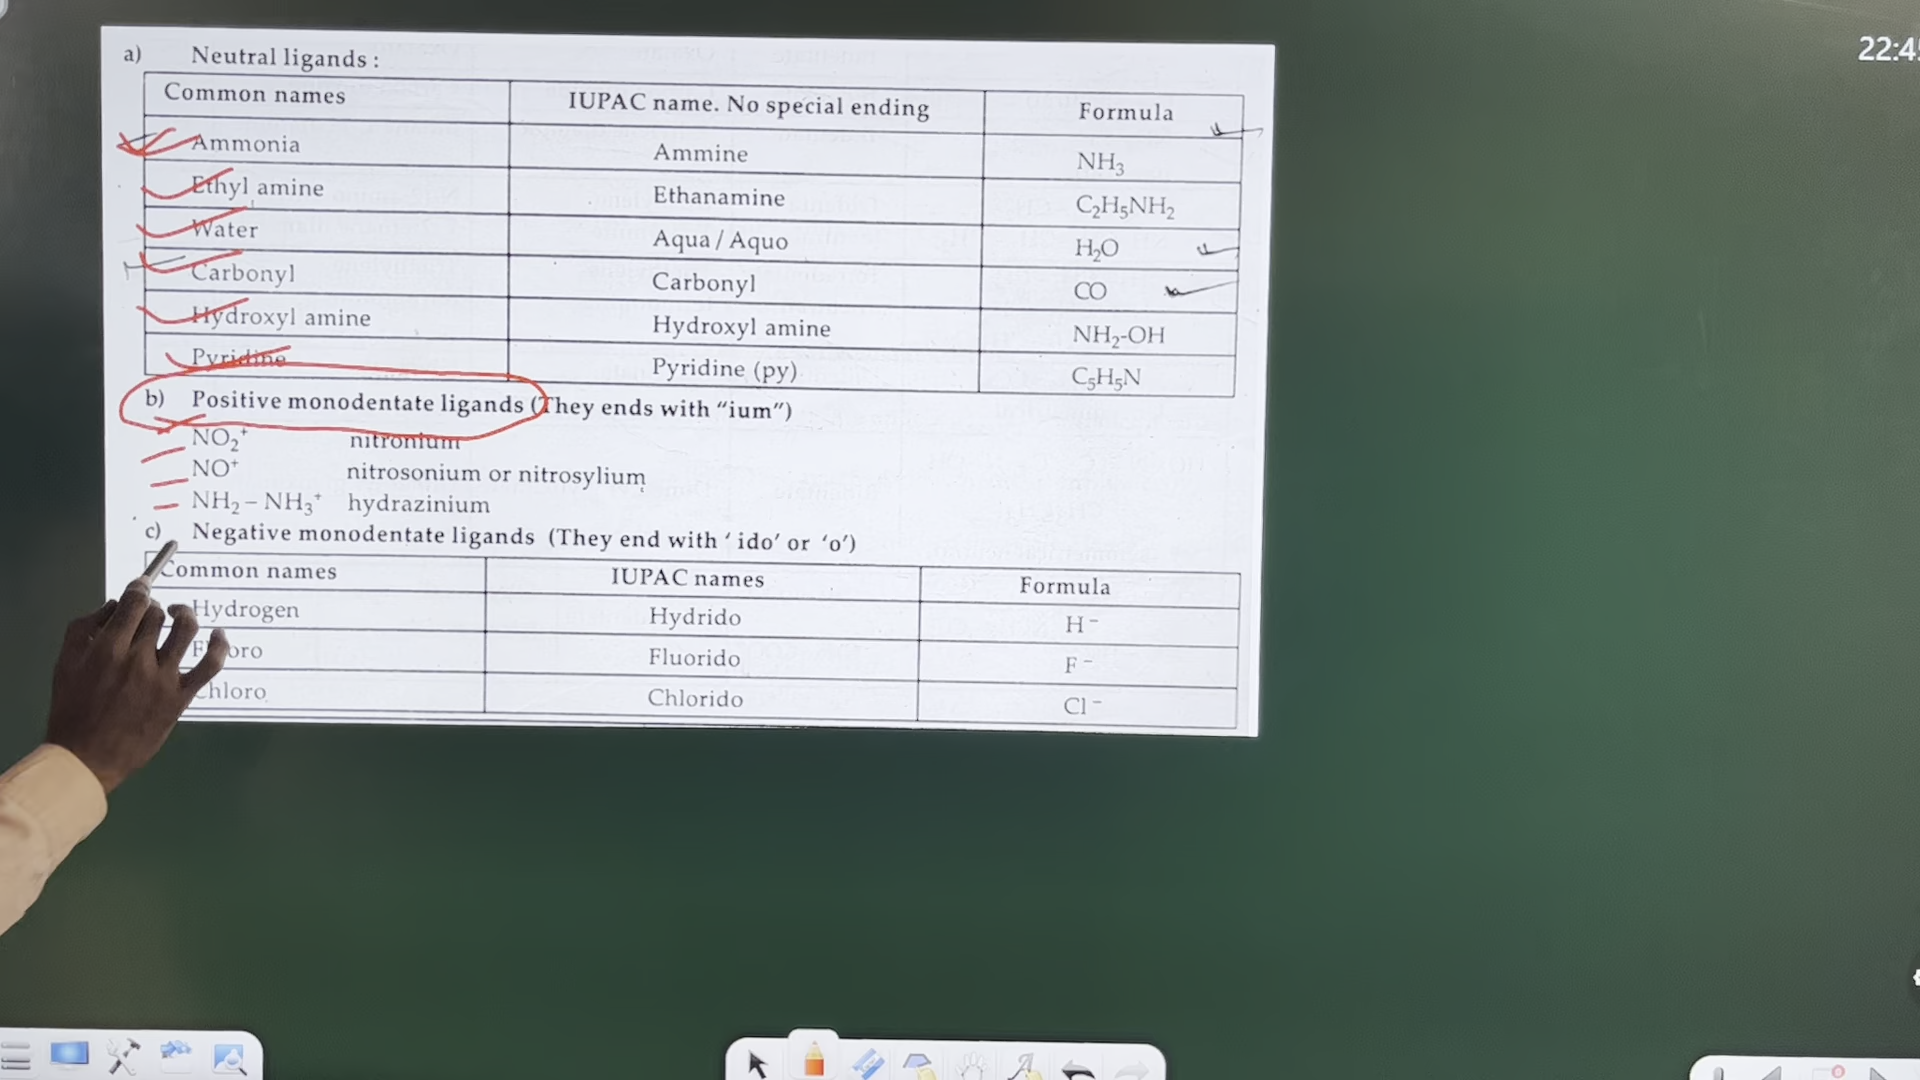 22:4
a) Neutral ligands :
Common names IUPAC name. No special ending Formula
Ammonia Ammine NH₃
Ethyl amine Ethanamine C₂H₅NH₂
Water Aqua / Aquo H₂O
Carbonyl Carbonyl CO
Hydroxyl amine Hydroxyl amine NH₂-OH
Pyridine Pyridine (py) C₅H₅N
b) Positive monodentate ligands (They ends with “ium”)
NO₂⁺ nitronium
NO⁺ nitrosonium or nitrosylium
NH₂ – NH₃⁺ hydrazinium
c) Negative monodentate ligands (They end with ‘ ido’ or ‘o’)
Common names IUPAC names Formula
Hydrogen Hydrido H⁻
Fluorido F⁻
Chloro Chlorido Cl⁻